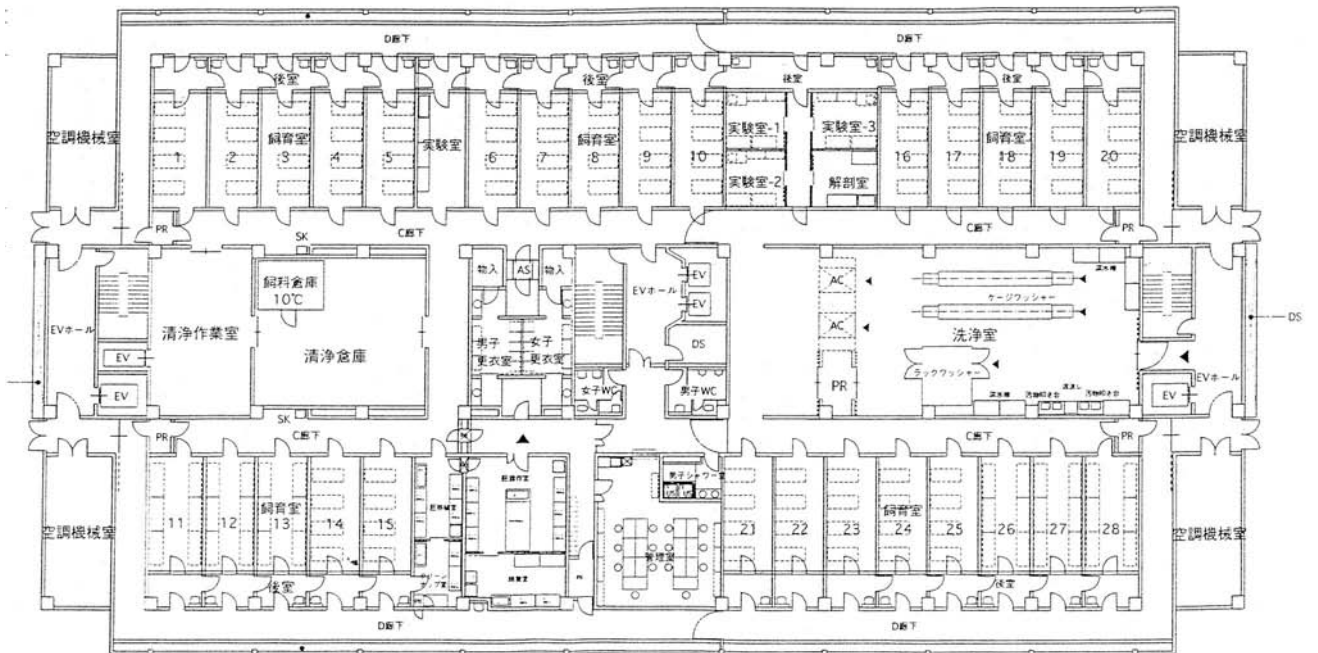 D廊下
D廊下
後室
後室
後室
後室
空調機械室
1
2
飼育室
3
4
5
実験室
6
7
飼育室
8
9
10
実験室-1
実験室-3
実験室-2
解剖室
16
17
飼育室
18
19
20
空調機械室
PR
SK
C廊下
C廊下
PR
EVホール
EV
EV
清浄作業室
飼料倉庫
10℃
清浄倉庫
物入
AS
物入
男子
更衣室
女子
更衣室
EVホール
EV
EV
DS
女子WC
男子WC
AC
AC
PR
ケージワッシャー
ラックワッシャー
洗浄室
EV
EVホール
DS
PR
SK
C廊下
C廊下
PR
空調機械室
11
12
飼育室
13
14
15
男子シャワー室
管理室
21
22
23
飼育室
24
25
26
27
28
空調機械室
後室
後室
D廊下
D廊下